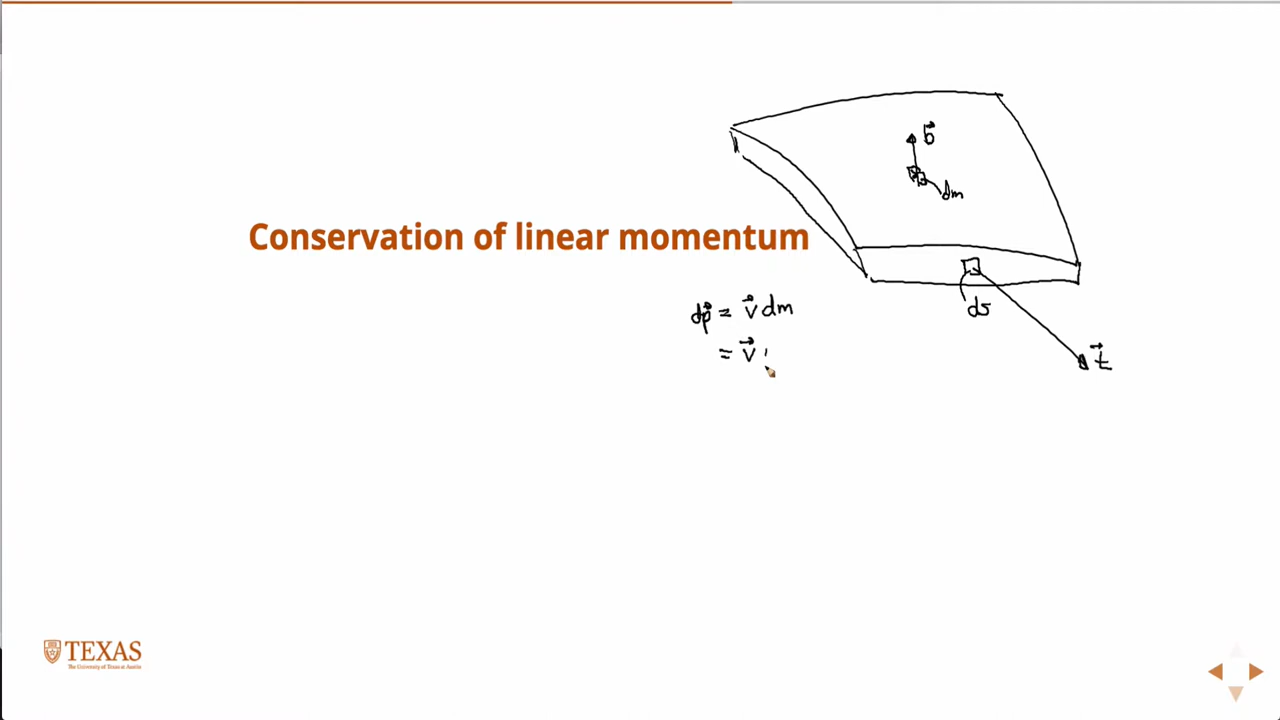 b⃗
dm
Conservation of linear momentum
ds
dp⃗ = v⃗ dm
= v⃗
t⃗
TEXAS
The University of Texas at Austin